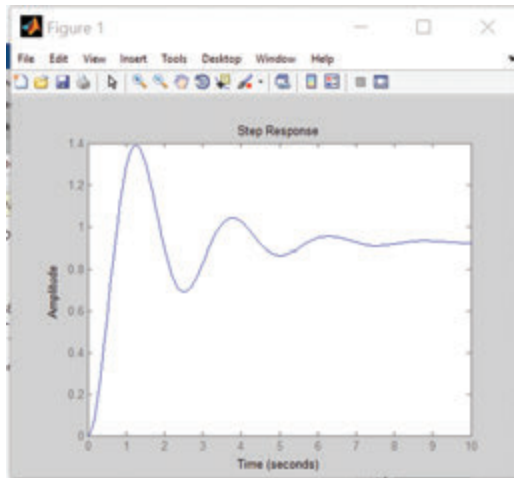 Figure 1
File Edit View Insert Tools Desktop Window Help
Step Response
Amplitude
1.4
1.2
1
0.8
0.6
0.4
0.2
0
0 1 2 3 4 5 6 7 8 9 10
Time (seconds)